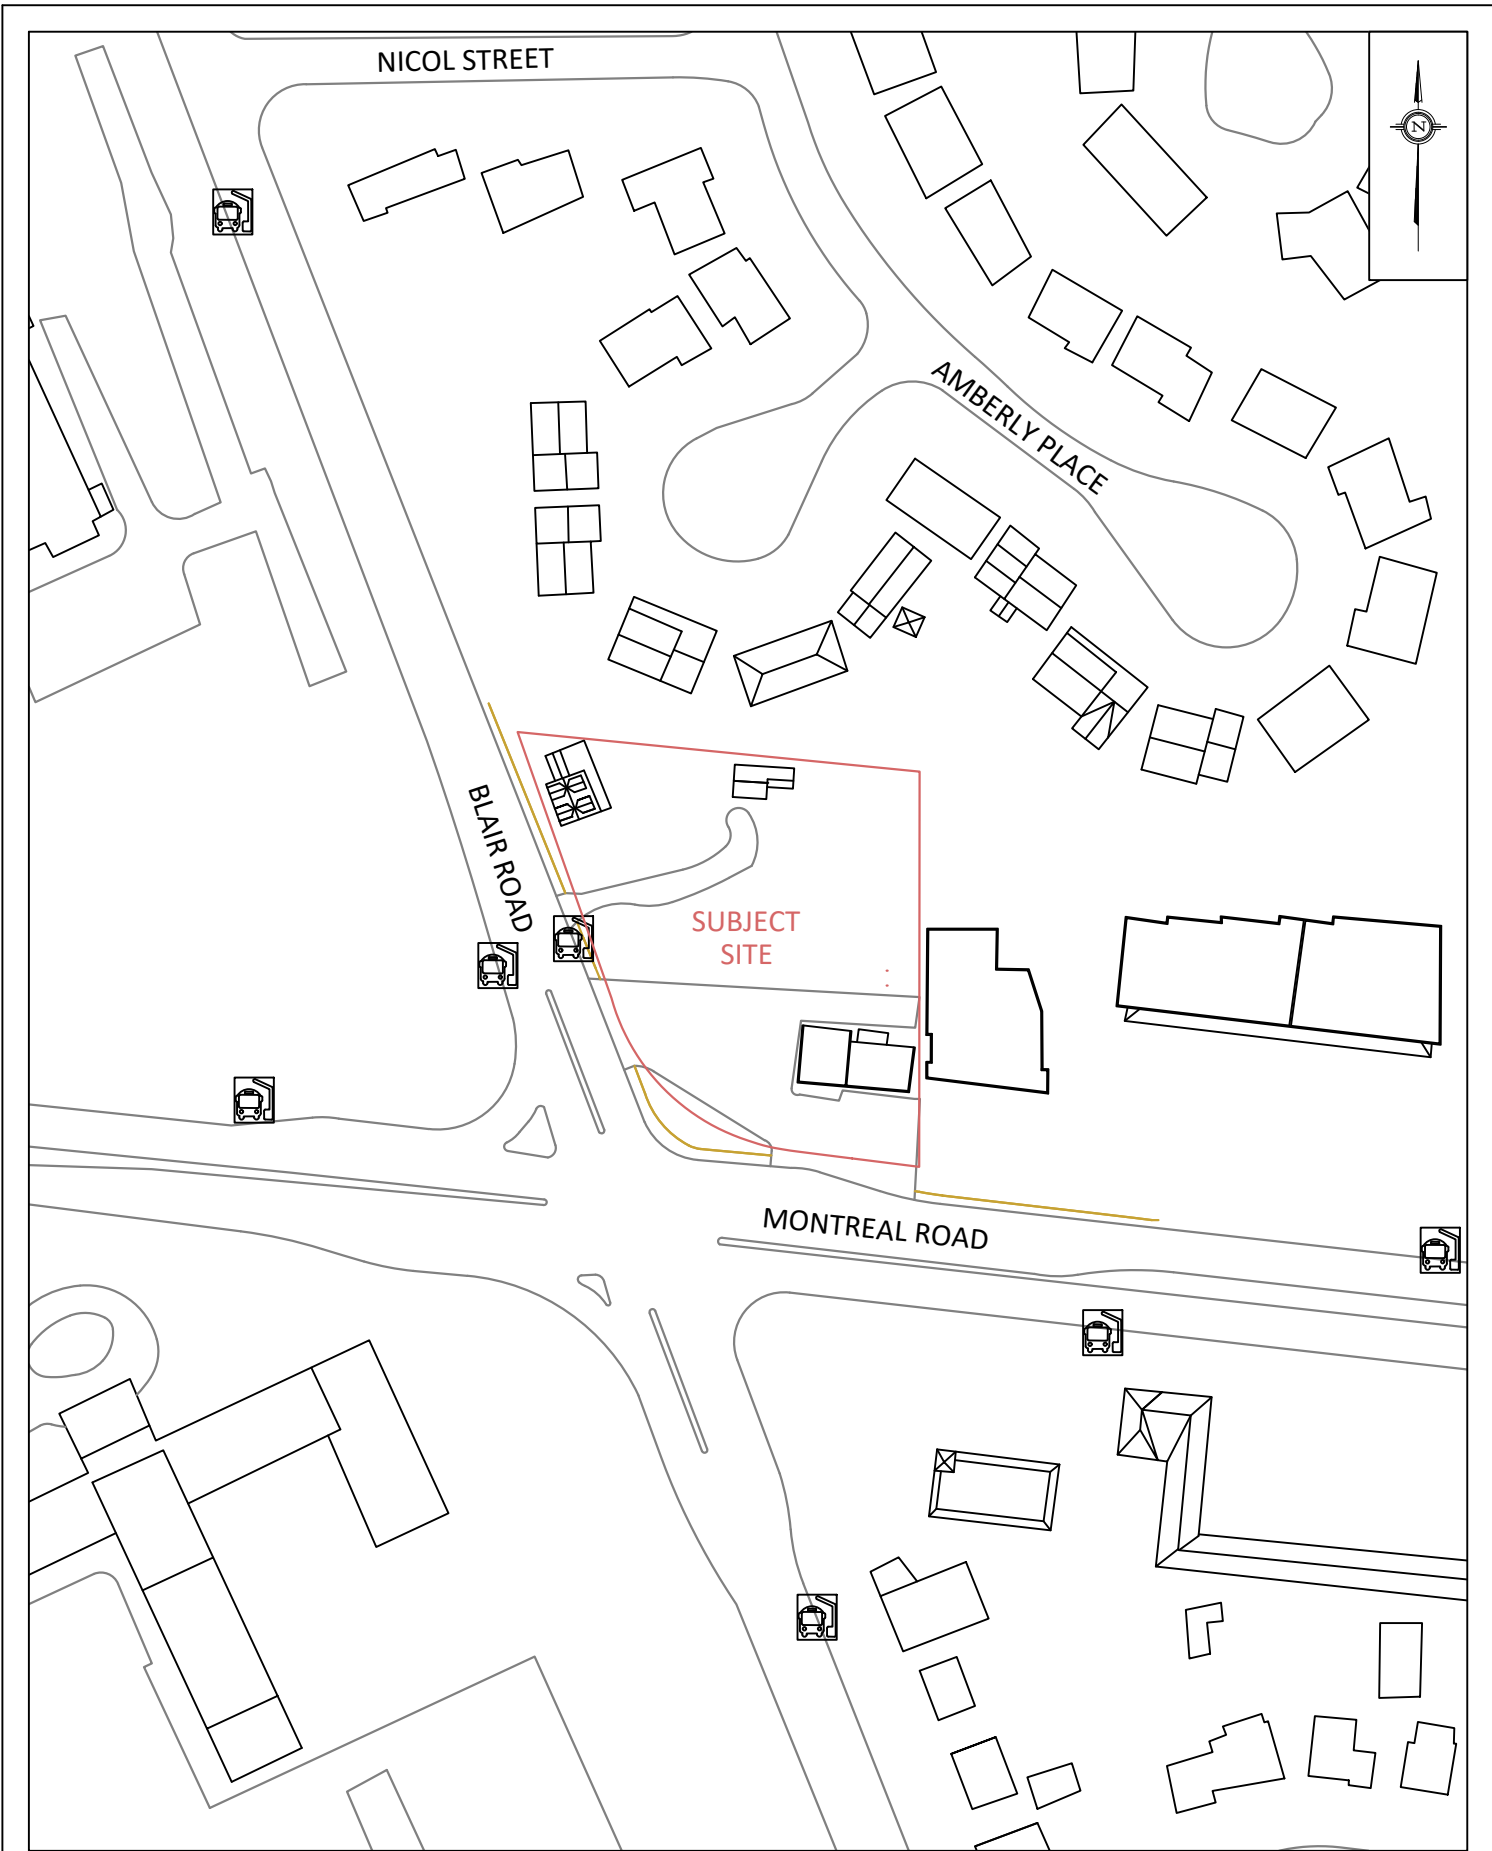 NICOL STREET
N
AMBERLY PLACE
BLAIR ROAD
SUBJECT
SITE
MONTREAL ROAD